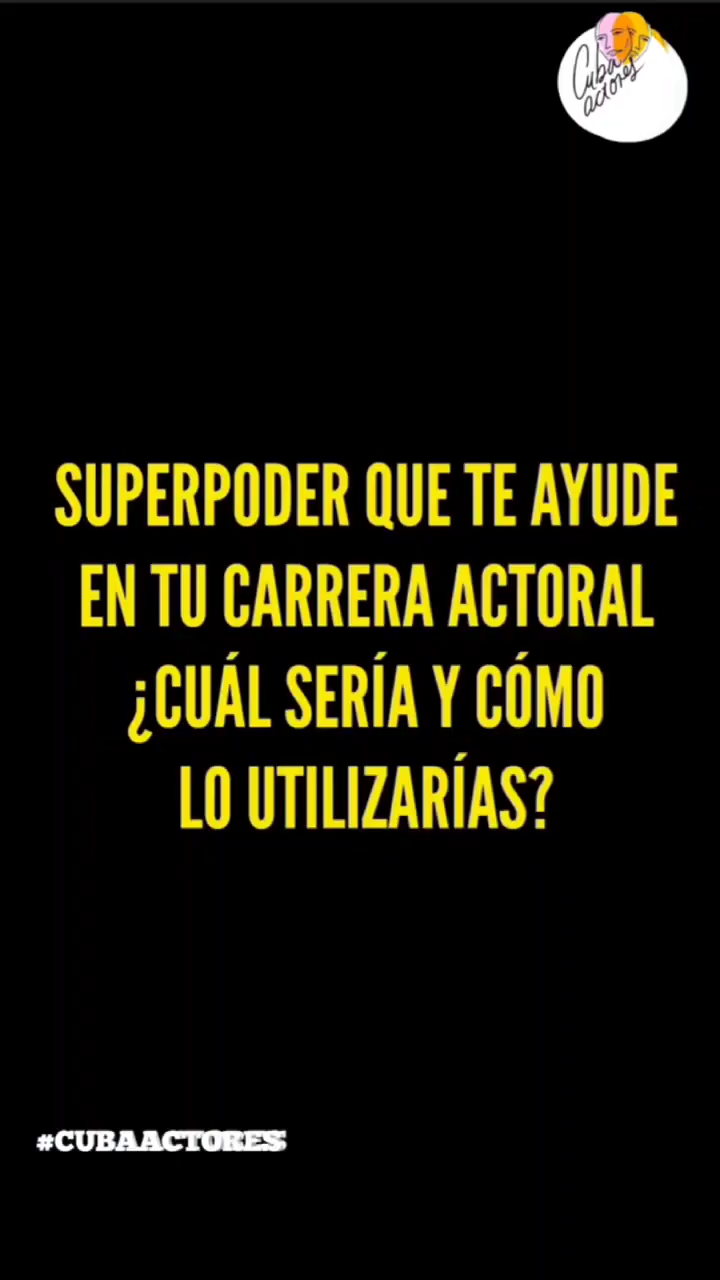 Cuba
actores
SUPERPODER QUE TE AYUDE
EN TU CARRERA ACTORAL
¿CUÁL SERÍA Y CÓMO
LO UTILIZARÍAS?
#CUBAACTORES